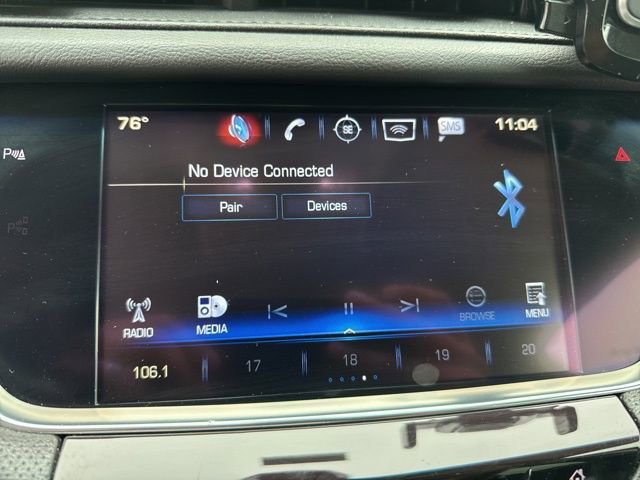 76°
SE
SMS
11:04
P
No Device Connected
Pair
Devices
RADIO
MEDIA
BROWSE
MENU
106.1
17
18
19
20